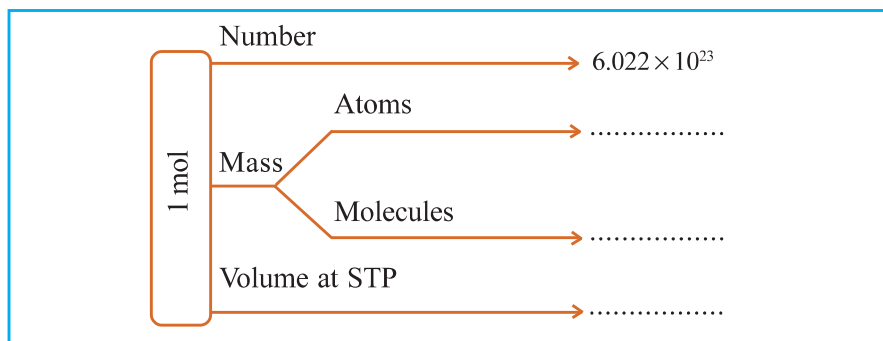 Number
6.022 × 10²³
Atoms
.................
1 mol
Mass
Molecules
.................
Volume at STP
.................